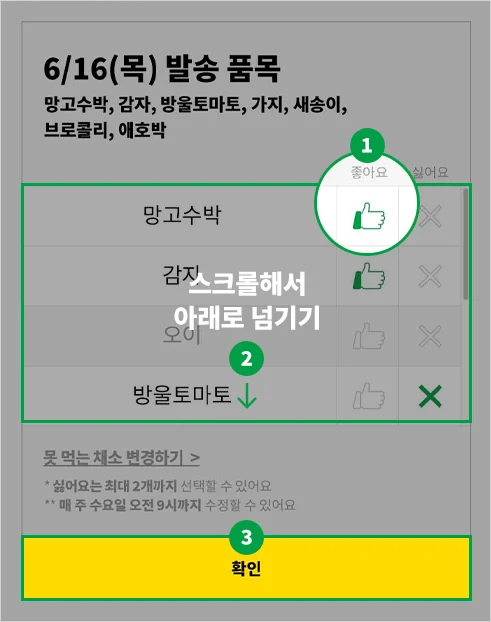 6/16(목) 발송 품목
망고수박, 감자, 방울토마토, 가지, 새송이,
브로콜리, 애호박
1
좋아요 싫어요
망고수박
감자
스크롤해서
아래로 넘기기
오이
2
방울토마토
못 먹는 채소 변경하기 >
* 싫어요는 최대 2개까지 선택할 수 있어요
** 매 주 수요일 오전 9시까지 수정할 수 있어요
3
확인